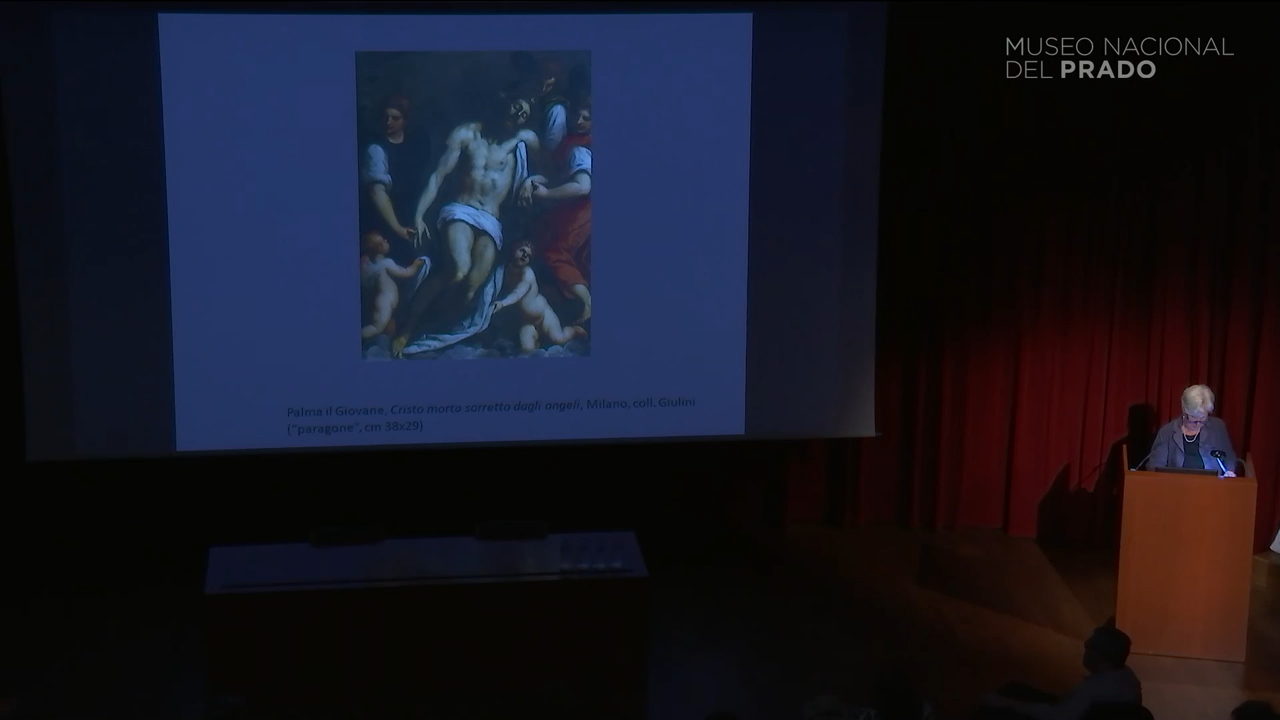 MUSEO NACIONAL
DEL PRADO
Palma il Giovane, Cristo morto sorretto dagli angeli, Milano, coll. Giulini
("paragone", cm 38x29)